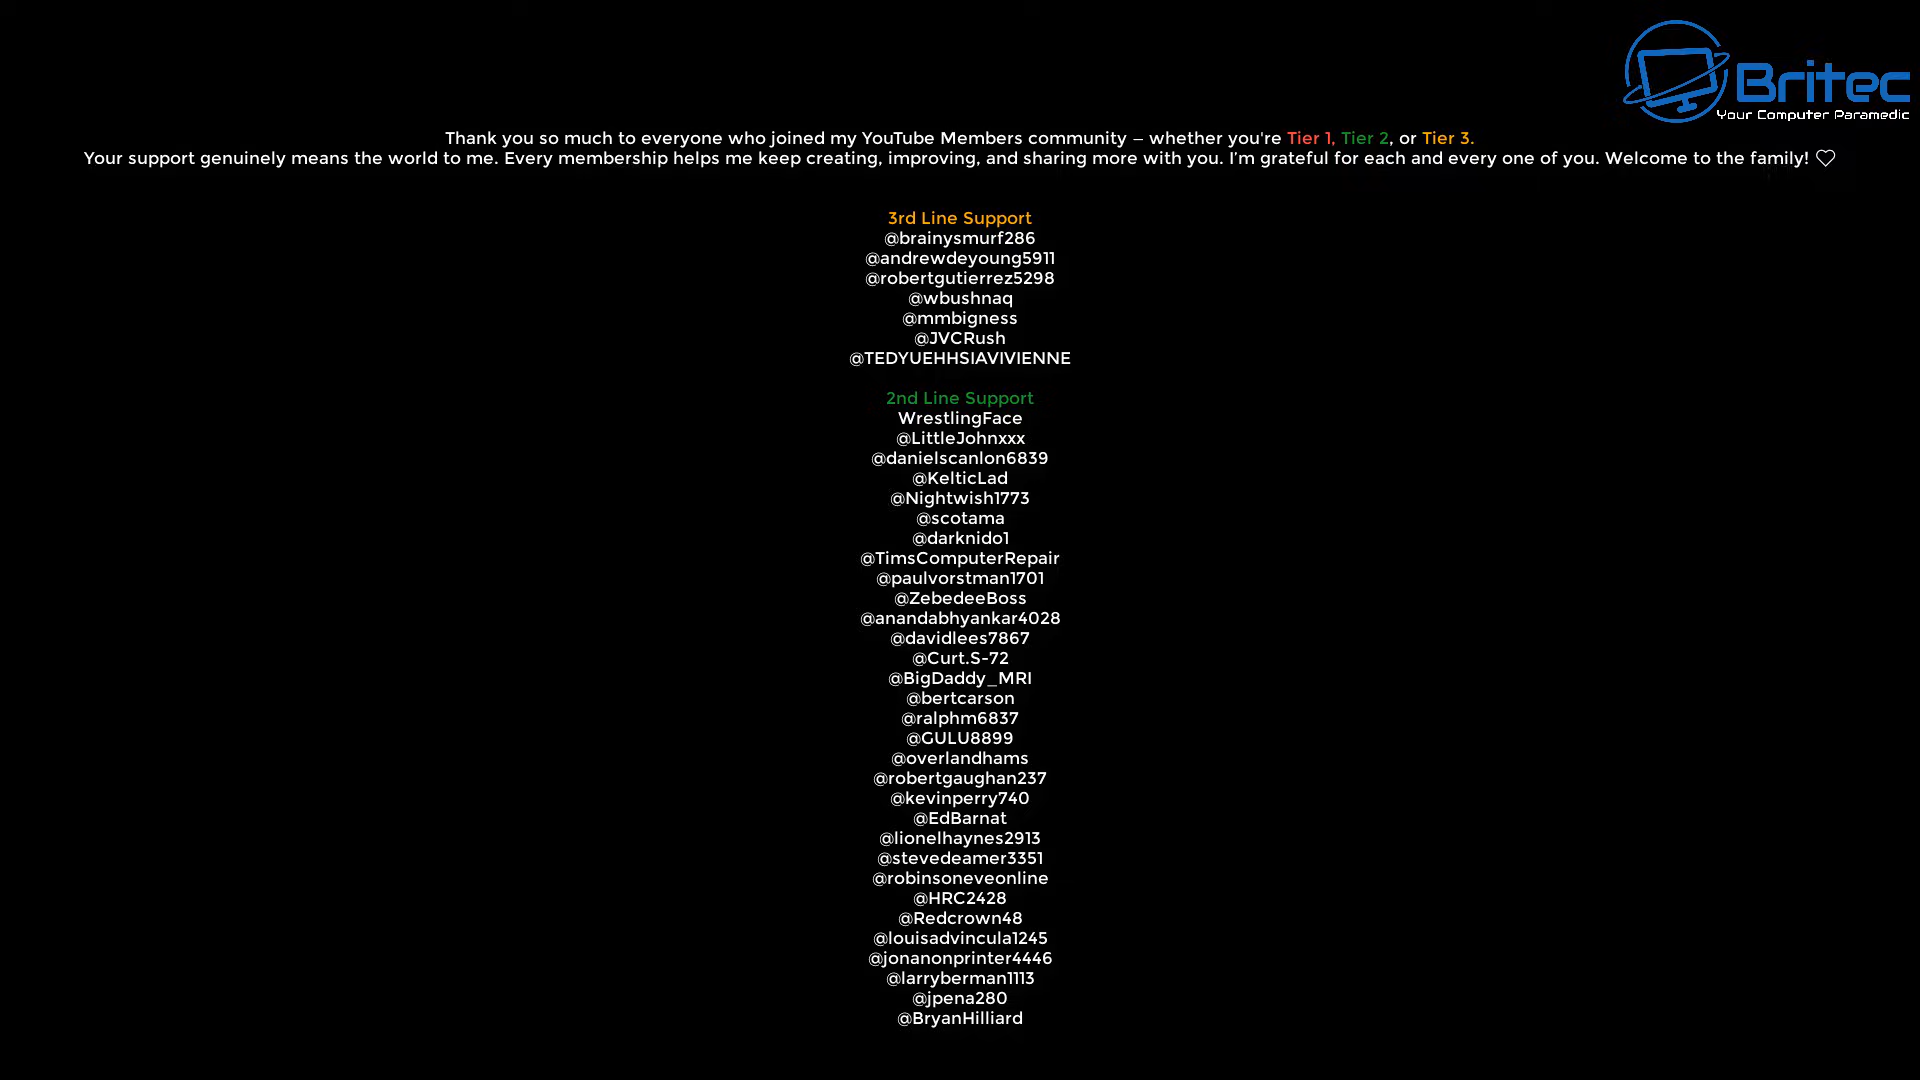 Britec
Your Computer Paramedic
Thank you so much to everyone who joined my YouTube Members community – whether you're Tier 1, Tier 2, or Tier 3.
Your support genuinely means the world to me. Every membership helps me keep creating, improving, and sharing more with you. I'm grateful for each and every one of you. Welcome to the family! ♡
3rd Line Support
@brainysmurf286
@andrewdeyoung5911
@robertgutierrez5298
@wbushnaq
@mmbigness
@JVCRush
@TEDYUEHHSIAVIVIENNE
2nd Line Support
WrestlingFace
@LittleJohnxxx
@danielscanlon6839
@KelticLad
@Nightwish1773
@scotama
@darknido1
@TimsComputerRepair
@paulvorstman1701
@ZebedeeBoss
@anandabhyankar4028
@davidlees7867
@Curt.S-72
@BigDaddy_MRI
@bertcarson
@ralphm6837
@GULU8899
@overlandhams
@robertgaughan237
@kevinperry740
@EdBarnat
@lionelhaynes2913
@stevedeamer3351
@robinsoneveonline
@HRC2428
@Redcrown48
@louisadvincula1245
@jonanonprinter4446
@larryberman1113
@jpena280
@BryanHilliard